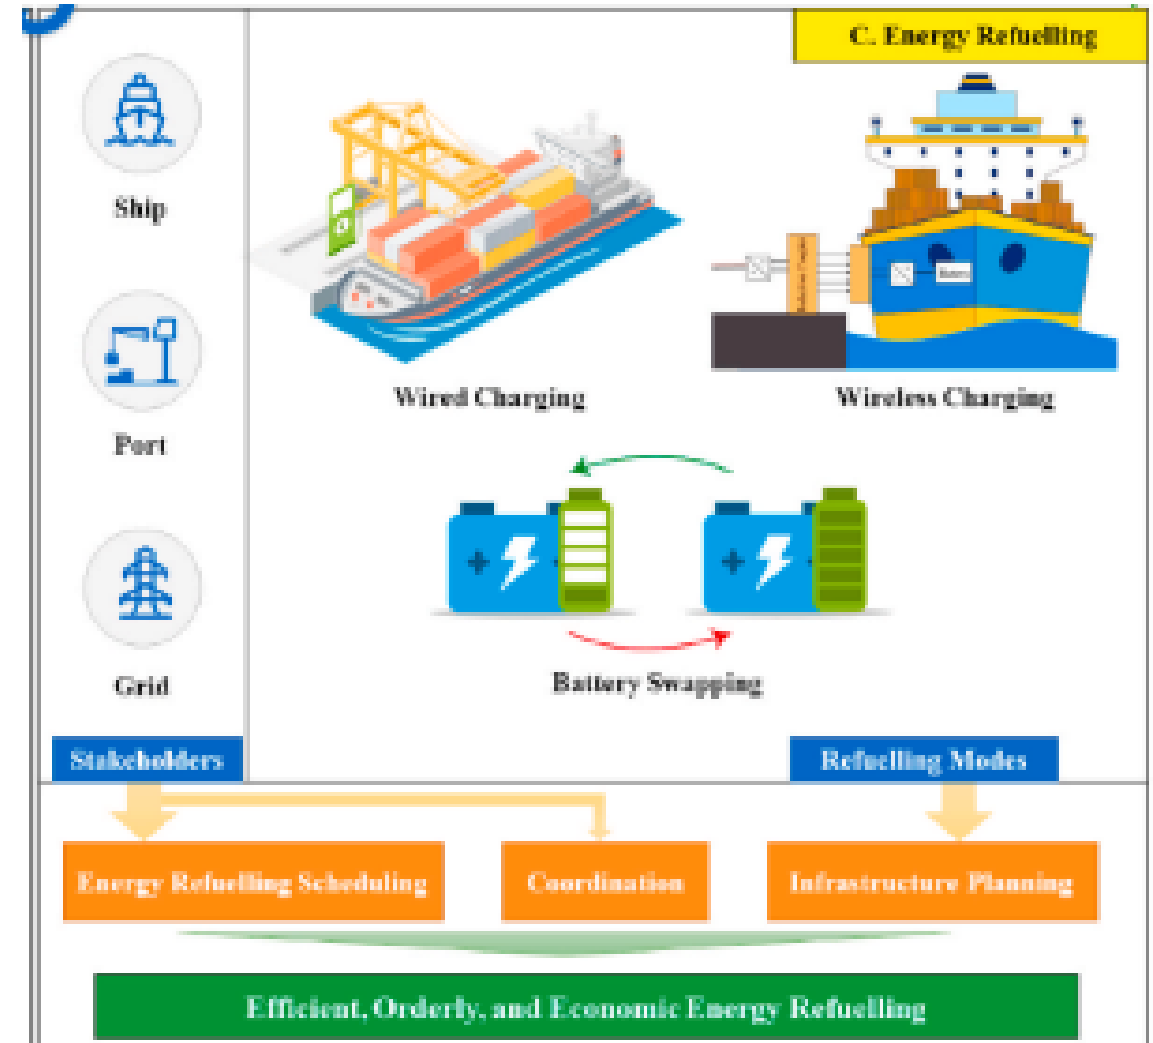 C. Energy Refuelling
Ship
Port
Grid
Stakeholders
Wired Charging
Wireless Charging
Battery Swapping
Refuelling Modes
Energy Refuelling Scheduling
Coordination
Infrastructure Planning
Efficient, Orderly, and Economic Energy Refuelling